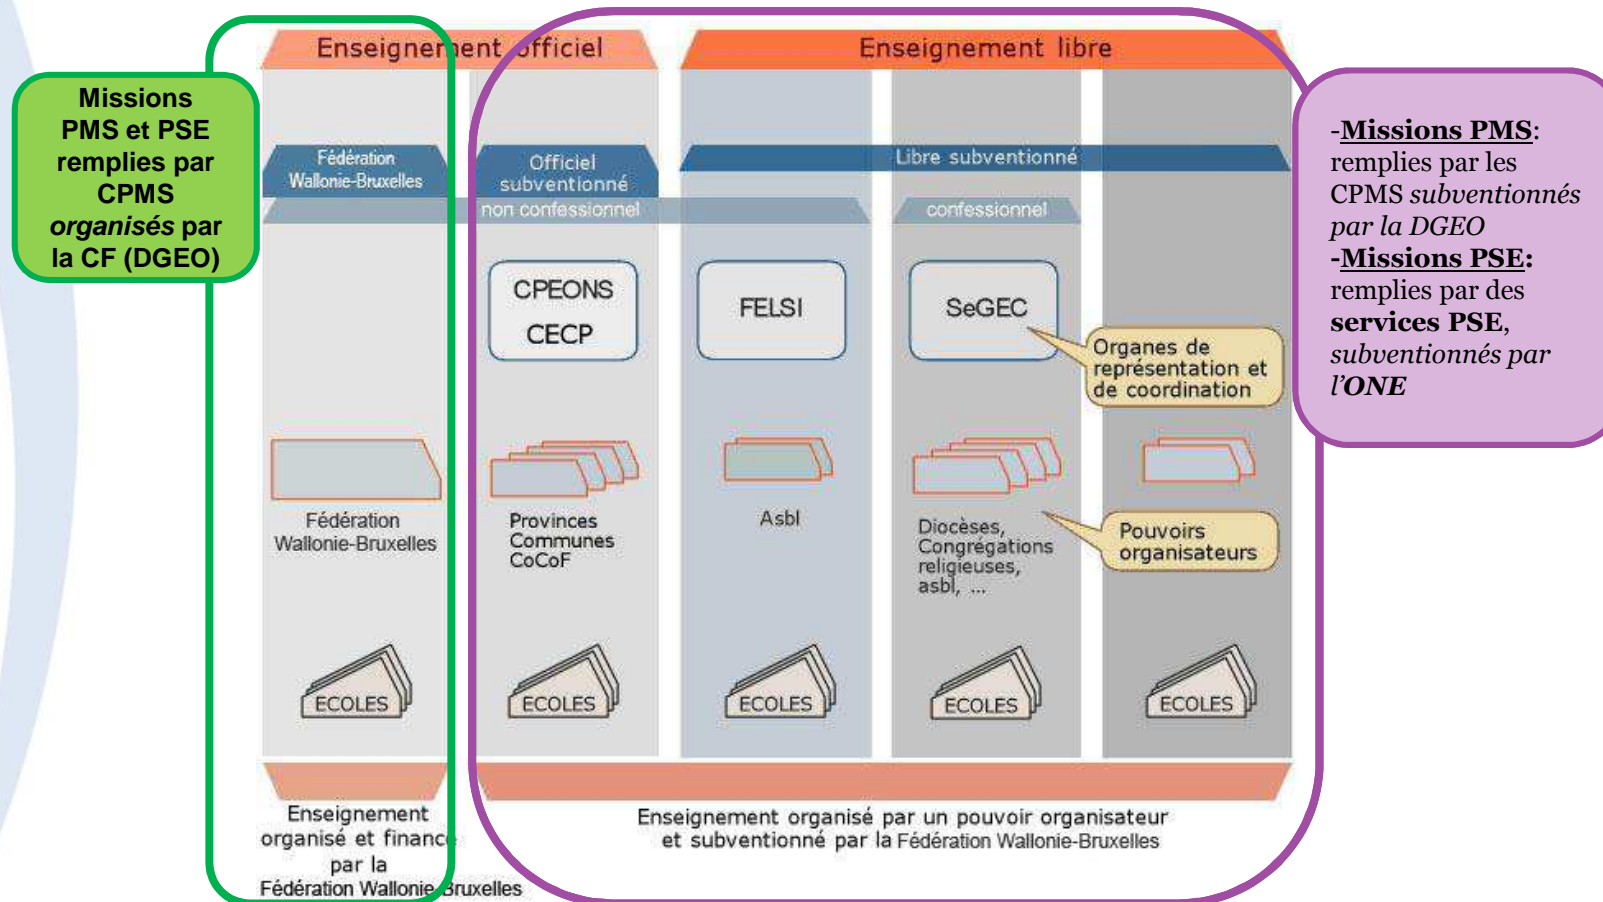 Enseignement officiel
Enseignement libre
Missions
PMS et PSE
remplies par
CPMS
organisés par
la CF (DGEO)
Fédération
Wallonie-Bruxelles
Officiel
subventionné
Libre subventionné
non confessionnel
confessionnel
-Missions PMS:
remplies par les
CPMS subventionnés
par la DGEO
-Missions PSE:
remplies par des
services PSE,
subventionnés par
l'ONE
CPEONS
CECP
FELSI
SeGEC
Organes de
représentation et
de coordination
Fédération
Wallonie-Bruxelles
Provinces
Communes
CoCoF
Asbl
Diocèses,
Congrégations
religieuses,
asbl, ...
Pouvoirs
organisateurs
ECOLES
ECOLES
ECOLES
ECOLES
ECOLES
Enseignement
organisé et financé
par la
Fédération Wallonie-Bruxelles
Enseignement organisé par un pouvoir organisateur
et subventionné par la Fédération Wallonie-Bruxelles